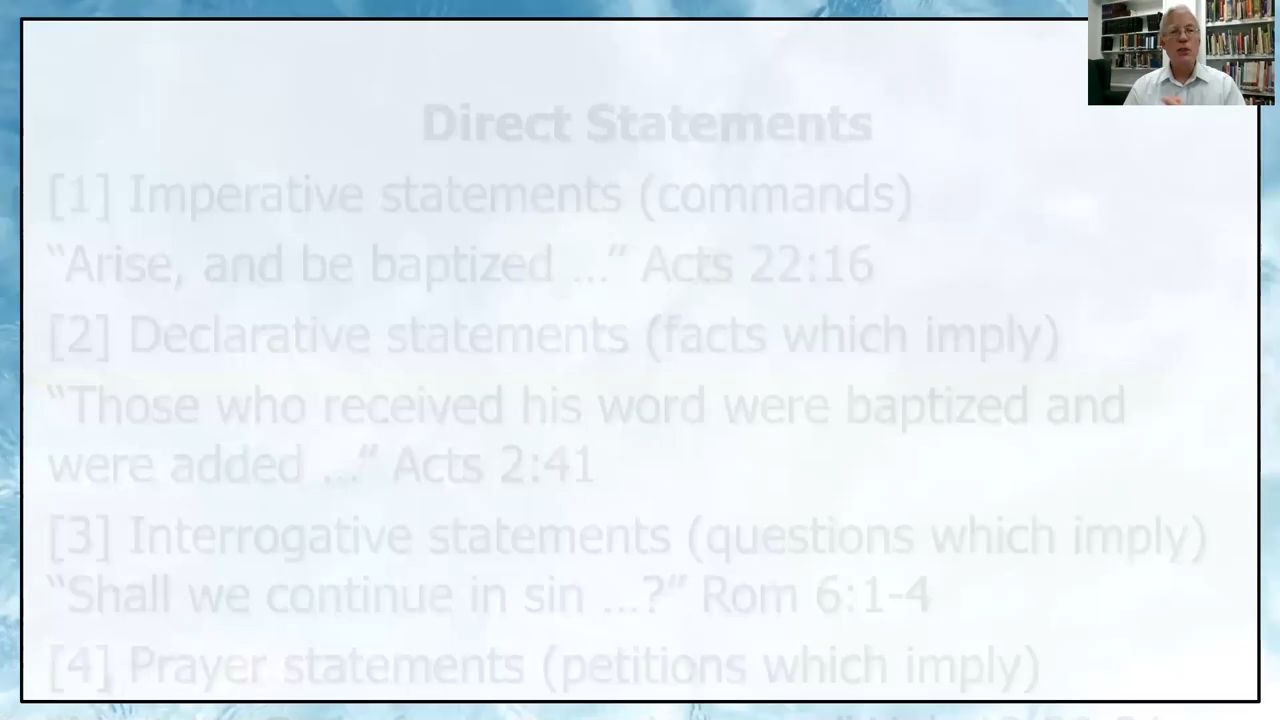 Direct Statements
[1] Imperative statements (commands)
“Arise, and be baptized …” Acts 22:16
[2] Declarative statements (facts which imply)
“Those who received his word were baptized and
were added …” Acts 2:41
[3] Interrogative statements (questions which imply)
“Shall we continue in sin …?” Rom 6:1-4
[4] Prayer statements (petitions which imply)